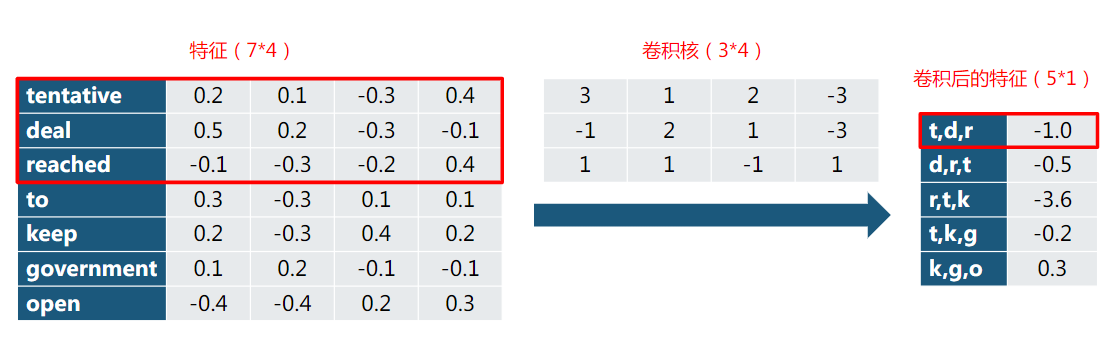 特征（7*4）
卷积核（3*4）
卷积后的特征（5*1）
tentative 0.2 0.1 -0.3 0.4
deal 0.5 0.2 -0.3 -0.1
reached -0.1 -0.3 -0.2 0.4
to 0.3 -0.3 0.1 0.1
keep 0.2 -0.3 0.4 0.2
government 0.1 0.2 -0.1 -0.1
open -0.4 -0.4 0.2 0.3
3 1 2 -3
-1 2 1 -3
1 1 -1 1
t,d,r -1.0
d,r,t -0.5
r,t,k -3.6
t,k,g -0.2
k,g,o 0.3